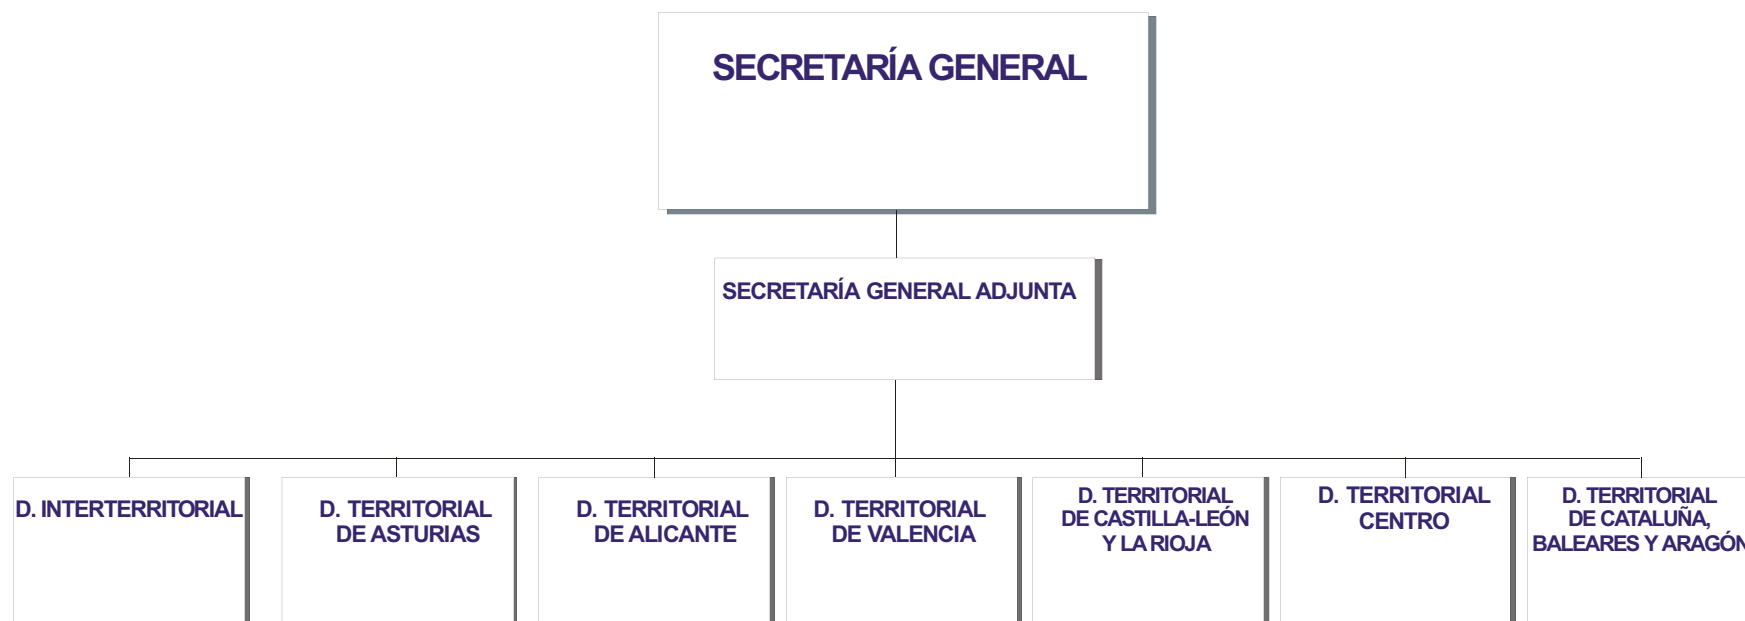 SECRETARÍA GENERAL
SECRETARÍA GENERAL ADJUNTA
D. INTERTERRITORIAL
D. TERRITORIAL
DE ASTURIAS
D. TERRITORIAL
DE ALICANTE
D. TERRITORIAL
DE VALENCIA
D. TERRITORIAL
DE CASTILLA-LEÓN
Y LA RIOJA
D. TERRITORIAL
CENTRO
D. TERRITORIAL
DE CATALUÑA,
BALEARES Y ARAGÓN